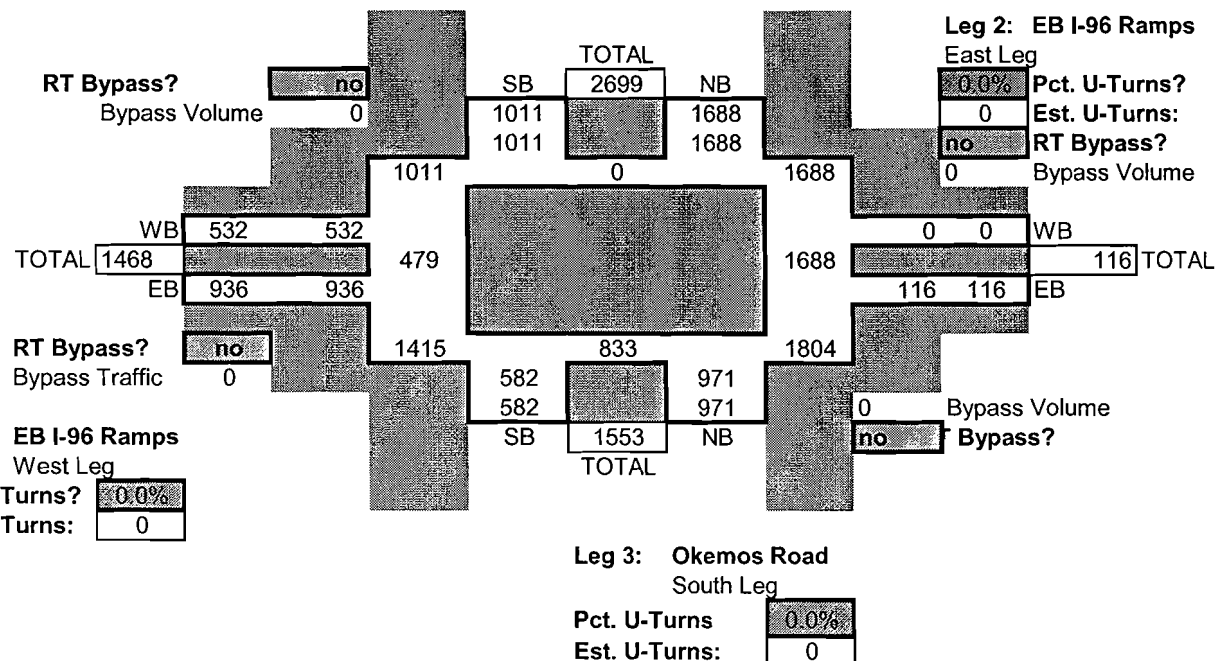 Leg 2: EB I-96 Ramps
East Leg
TOTAL
RT Bypass? no
SB 2699 NB
0.0% Pct. U-Turns?
Bypass Volume 0
1011 1688
0 Est. U-Turns:
1011 1688
no RT Bypass?
1011 0 1688
0 Bypass Volume
WB 532 532
0 0 WB
TOTAL 1468
479 1688
116 TOTAL
EB 936 936
116 116 EB
RT Bypass? no
1415 833 1804
Bypass Traffic 0
582 971
582 971
0 Bypass Volume
EB I-96 Ramps
SB 1553 NB
no Bypass?
West Leg
TOTAL
Turns? 0.0%
Turns: 0
Leg 3: Okemos Road
South Leg
Pct. U-Turns 0.0%
Est. U-Turns: 0